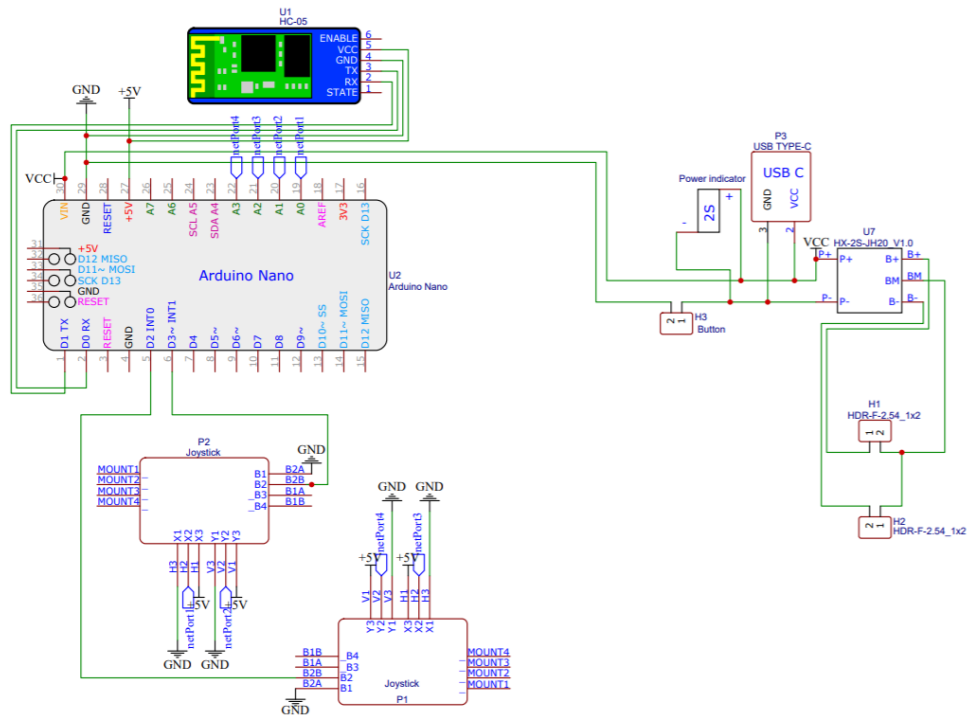 U1
HC-05
ENABLE 6
VCC 5
GND 4
TX 3
RX 2
STATE 1
GND
+5V
netPort4
netPort3
netPort2
netPort1
VCC
30 29 28 27 26 25 24 23 22 21 20 19 18 17 16
VIN GND RESET +5V A7 A6 SCL A5 SDA A4 A3 A2 A1 A0 AREF 3V3 SCK D13
31 +5V
32 D12 MISO
33 D11~ MOSI
34 SCK D13
35 GND
36 RESET
Arduino Nano
U2
Arduino Nano
D1 TX D0 RX RESET GND D2 INT0 D3~ INT1 D4 D5~ D6~ D7 D8 D9~ D10~ SS D11~ MOSI D12 MISO
1 2 3 4 5 6 7 8 9 10 11 12 13 14 15
P3
USB TYPE-C
USB C
GND VCC
3 2
Power indicator
2S
- +
U7
HX-2S-JH20_V1.0
VCC
P+ P+ B+ B+
BM BM
P- P- B- B-
2 1
H3
Button
H1
HDR-F-2.54_1x2
1 2
2 1
H2
HDR-F-2.54_1x2
P2
Joystick
GND
MOUNT1 _ B1 B2A
MOUNT2 _ B2 B2B
MOUNT3 _ _B3 B1A
MOUNT4 _ _B4 B1B
X1 X2 X3 Y1 Y2 Y3
H3 H2 H1 V3 V2 V1
netPort1 +5V netPort2 +5V
GND GND
GND GND
netPort4 netPort3
+5V +5V
V1 V2 V3 H1 H2 H3
Y3 Y2 Y1 X3 X2 X1
B1B _B4 _ MOUNT4
B1A _B3 _ MOUNT3
B2B B2 _ MOUNT2
B2A B1 _ MOUNT1
Joystick
P1
GND